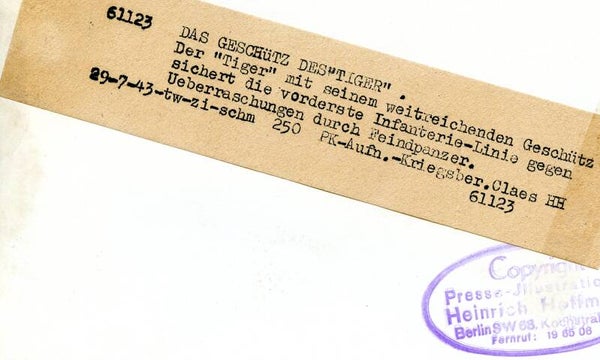 61123
DAS GESCHÜTZ DES"TIGER".
Der "Tiger" mit seinem weitreichenden Geschütz
sichert die vorderste Infanterie-Linie gegen
Ueberraschungen durch Feindpanzer.
29-7-43-tw-zi-schm 250 PK-Aufn.-Kriegsber.Claes HH
61123
Copyright
Presse-Illustratio
Heinrich Hoffm
Berlin SW 68, Kochstra
Fernruf: 19 65 06